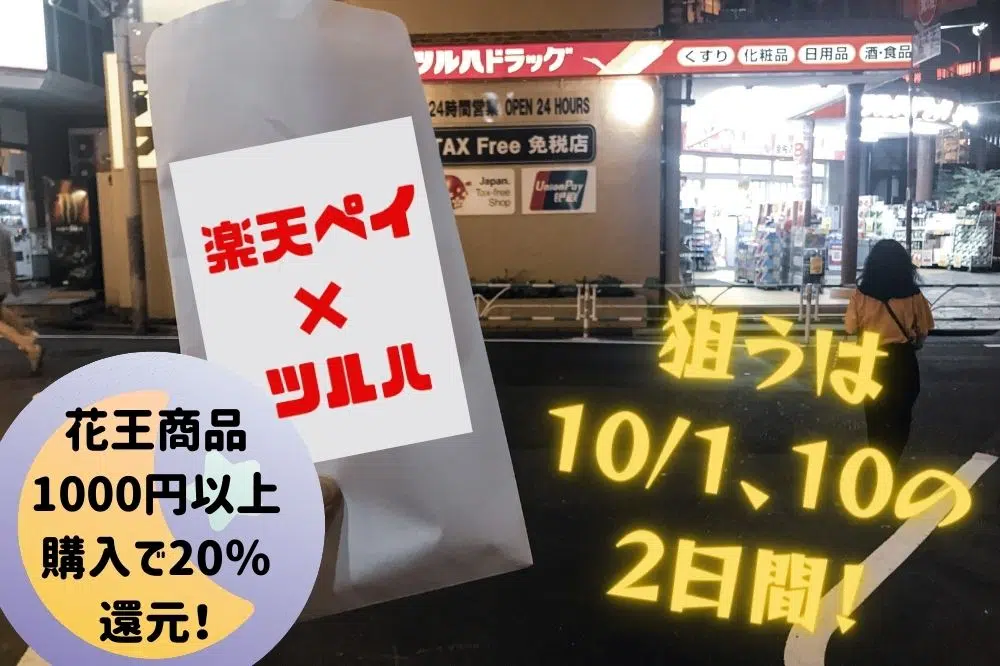 ツルハドラッグ
くすり 化粧品 日用品 酒・食品
24時間営業 OPEN 24 HOURS
TAX Free 免税店
Japan.
Tax-free
Shop
UnionPay
银联
楽天ペイ
×
ツルハ
狙うは
10/1、10の
2日間!
花王商品
1000円以上
購入で20%
還元!